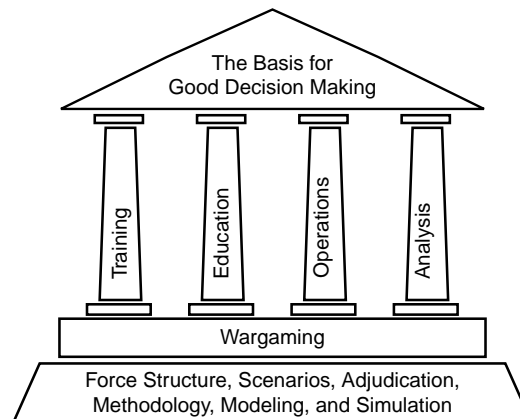 The Basis for
Good Decision Making
Training
Education
Operations
Analysis
Wargaming
Force Structure, Scenarios, Adjudication,
Methodology, Modeling, and Simulation